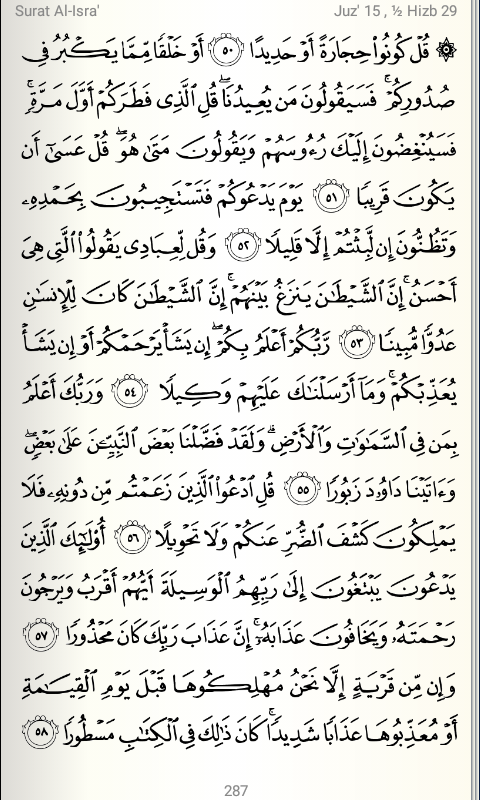 Surat Al-Isra' Juz' 15 , ½ Hizb 29
۞ قُلْ كُونُوا۟ حِجَارَةً أَوْ حَدِيدًا ٥٠ أَوْ خَلْقًا مِّمَّا يَكْبُرُ فِى
صُدُورِكُمْ ۚ فَسَيَقُولُونَ مَن يُعِيدُنَا ۖ قُلِ ٱلَّذِى فَطَرَكُمْ أَوَّلَ مَرَّةٍ ۚ
فَسَيُنْغِضُونَ إِلَيْكَ رُءُوسَهُمْ وَيَقُولُونَ مَتَىٰ هُوَ ۖ قُلْ عَسَىٰٓ أَن
يَكُونَ قَرِيبًا ٥١ يَوْمَ يَدْعُوكُمْ فَتَسْتَجِيبُونَ بِحَمْدِهِۦ
وَتَظُنُّونَ إِن لَّبِثْتُمْ إِلَّا قَلِيلًا ٥٢ وَقُل لِّعِبَادِى يَقُولُوا۟ ٱلَّتِى هِىَ
أَحْسَنُ ۚ إِنَّ ٱلشَّيْطَـٰنَ يَنزَغُ بَيْنَهُمْ ۚ إِنَّ ٱلشَّيْطَـٰنَ كَانَ لِلْإِنسَـٰنِ
عَدُوًّا مُّبِينًا ٥٣ رَّبُّكُمْ أَعْلَمُ بِكُمْ ۖ إِن يَشَأْ يَرْحَمْكُمْ أَوْ إِن يَشَأْ
يُعَذِّبْكُمْ ۚ وَمَآ أَرْسَلْنَـٰكَ عَلَيْهِمْ وَكِيلًا ٥٤ وَرَبُّكَ أَعْلَمُ
بِمَن فِى ٱلسَّمَـٰوَٰتِ وَٱلْأَرْضِ ۗ وَلَقَدْ فَضَّلْنَا بَعْضَ ٱلنَّبِيِّـۧنَ عَلَىٰ بَعْضٍ ۖ
وَءَاتَيْنَا دَاوُۥدَ زَبُورًا ٥٥ قُلِ ٱدْعُوا۟ ٱلَّذِينَ زَعَمْتُم مِّن دُونِهِۦ فَلَا
يَمْلِكُونَ كَشْفَ ٱلضُّرِّ عَنكُمْ وَلَا تَحْوِيلًا ٥٦ أُو۟لَـٰٓئِكَ ٱلَّذِينَ
يَدْعُونَ يَبْتَغُونَ إِلَىٰ رَبِّهِمُ ٱلْوَسِيلَةَ أَيُّهُمْ أَقْرَبُ وَيَرْجُونَ
رَحْمَتَهُۥ وَيَخَافُونَ عَذَابَهُۥٓ ۚ إِنَّ عَذَابَ رَبِّكَ كَانَ مَحْذُورًا ٥٧
وَإِن مِّن قَرْيَةٍ إِلَّا نَحْنُ مُهْلِكُوهَا قَبْلَ يَوْمِ ٱلْقِيَـٰمَةِ
أَوْ مُعَذِّبُوهَا عَذَابًا شَدِيدًا ۚ كَانَ ذَٰلِكَ فِى ٱلْكِتَـٰبِ مَسْطُورًا ٥٨
287